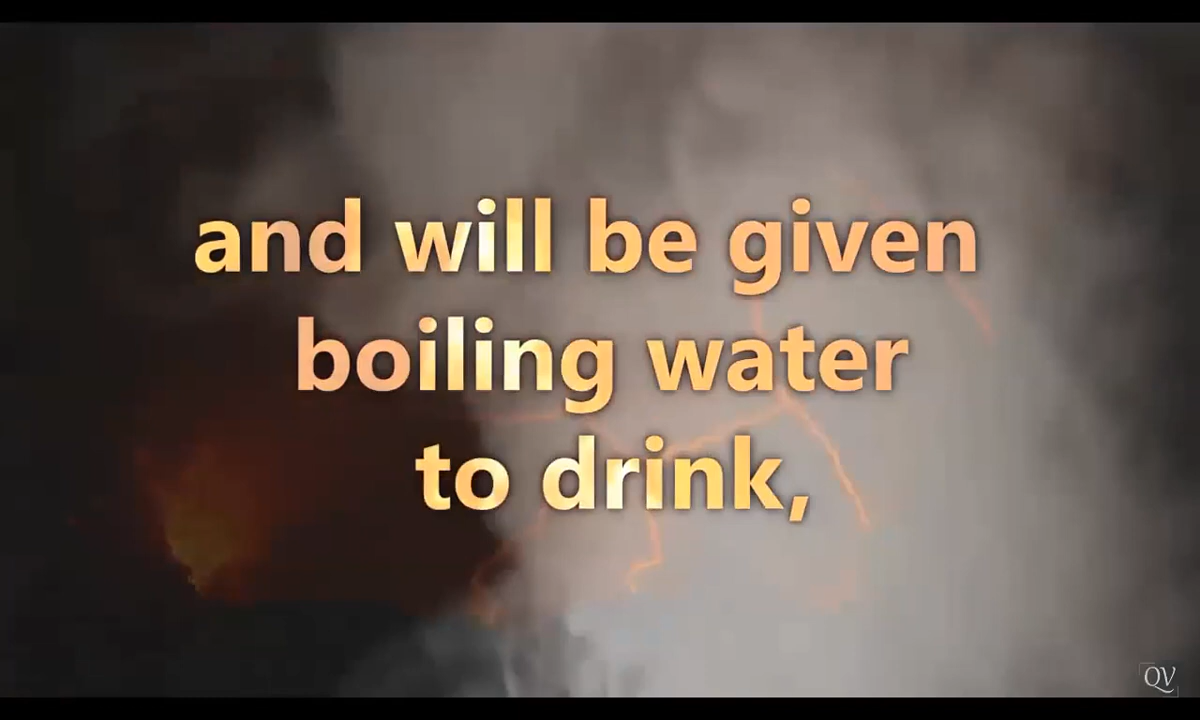 and will be given
boiling water
to drink,
QV